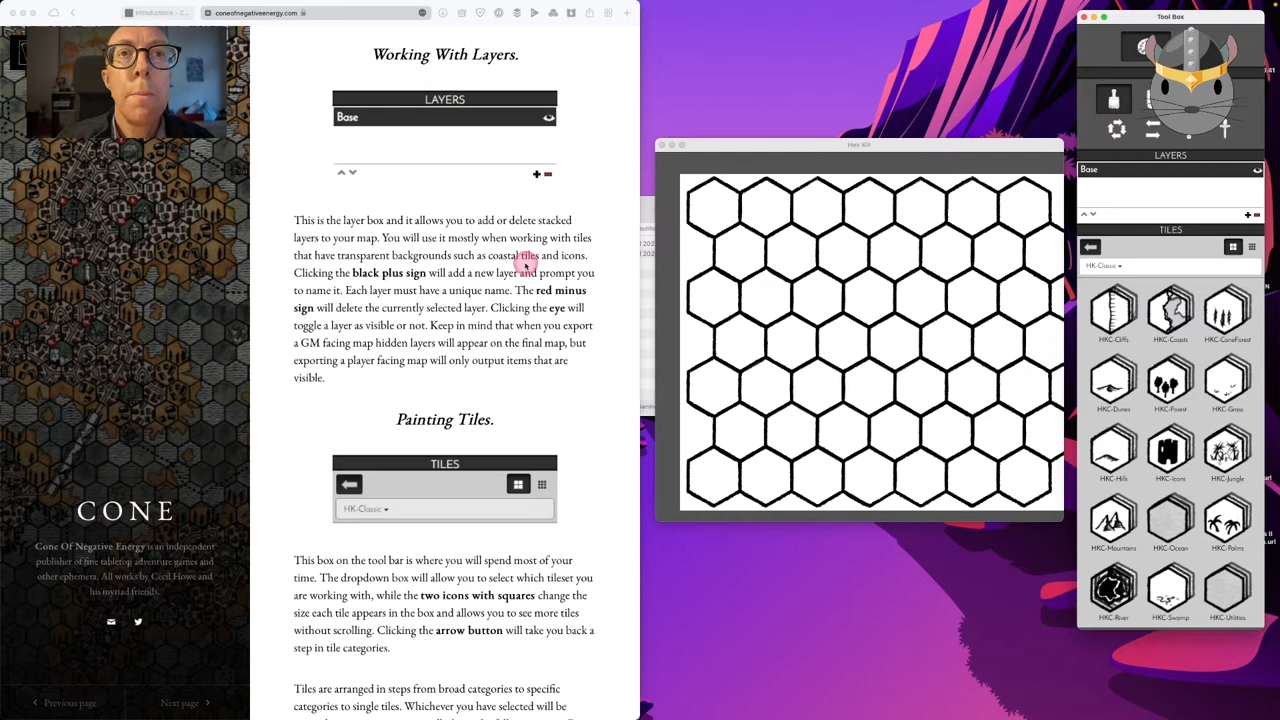 Introductions – C...
coneofnegativeenergy.com
Working With Layers.
LAYERS
Base
This is the layer box and it allows you to add or delete stacked
layers to your map. You will use it mostly when working with tiles
that have transparent backgrounds such as coastal tiles and icons.
Clicking the black plus sign will add a new layer and prompt you
to name it. Each layer must have a unique name. The red minus
sign will delete the currently selected layer. Clicking the eye will
toggle a layer as visible or not. Keep in mind that when you export
a GM facing map hidden layers will appear on the final map, but
exporting a player facing map will only output items that are
visible.
Painting Tiles.
TILES
HK-Classic
This box on the tool bar is where you will spend most of your
time. The dropdown box will allow you to select which tileset you
are working with, while the two icons with squares change the
size each tile appears in the box and allows you to see more tiles
without scrolling. Clicking the arrow button will take you back a
step in tile categories.
Tiles are arranged in steps from broad categories to specific
categories to single tiles. Whichever you have selected will be
CONE
Cone Of Negative Energy is an independent
publisher of fine tabletop adventure games and
other ephemera. All works by Cecil Howe and
his myriad friends.
Previous page
Next page
Hex Kit
Tool Box
LAYERS
Base
TILES
HK-Classic
HKC-Cliffs
HKC-Coasts
HKC-ConeForest
HKC-Dunes
HKC-Forest
HKC-Grass
HKC-Hills
HKC-Icons
HKC-Jungle
HKC-Mountains
HKC-Ocean
HKC-Palms
HKC-River
HKC-Swamp
HKC-Utilities